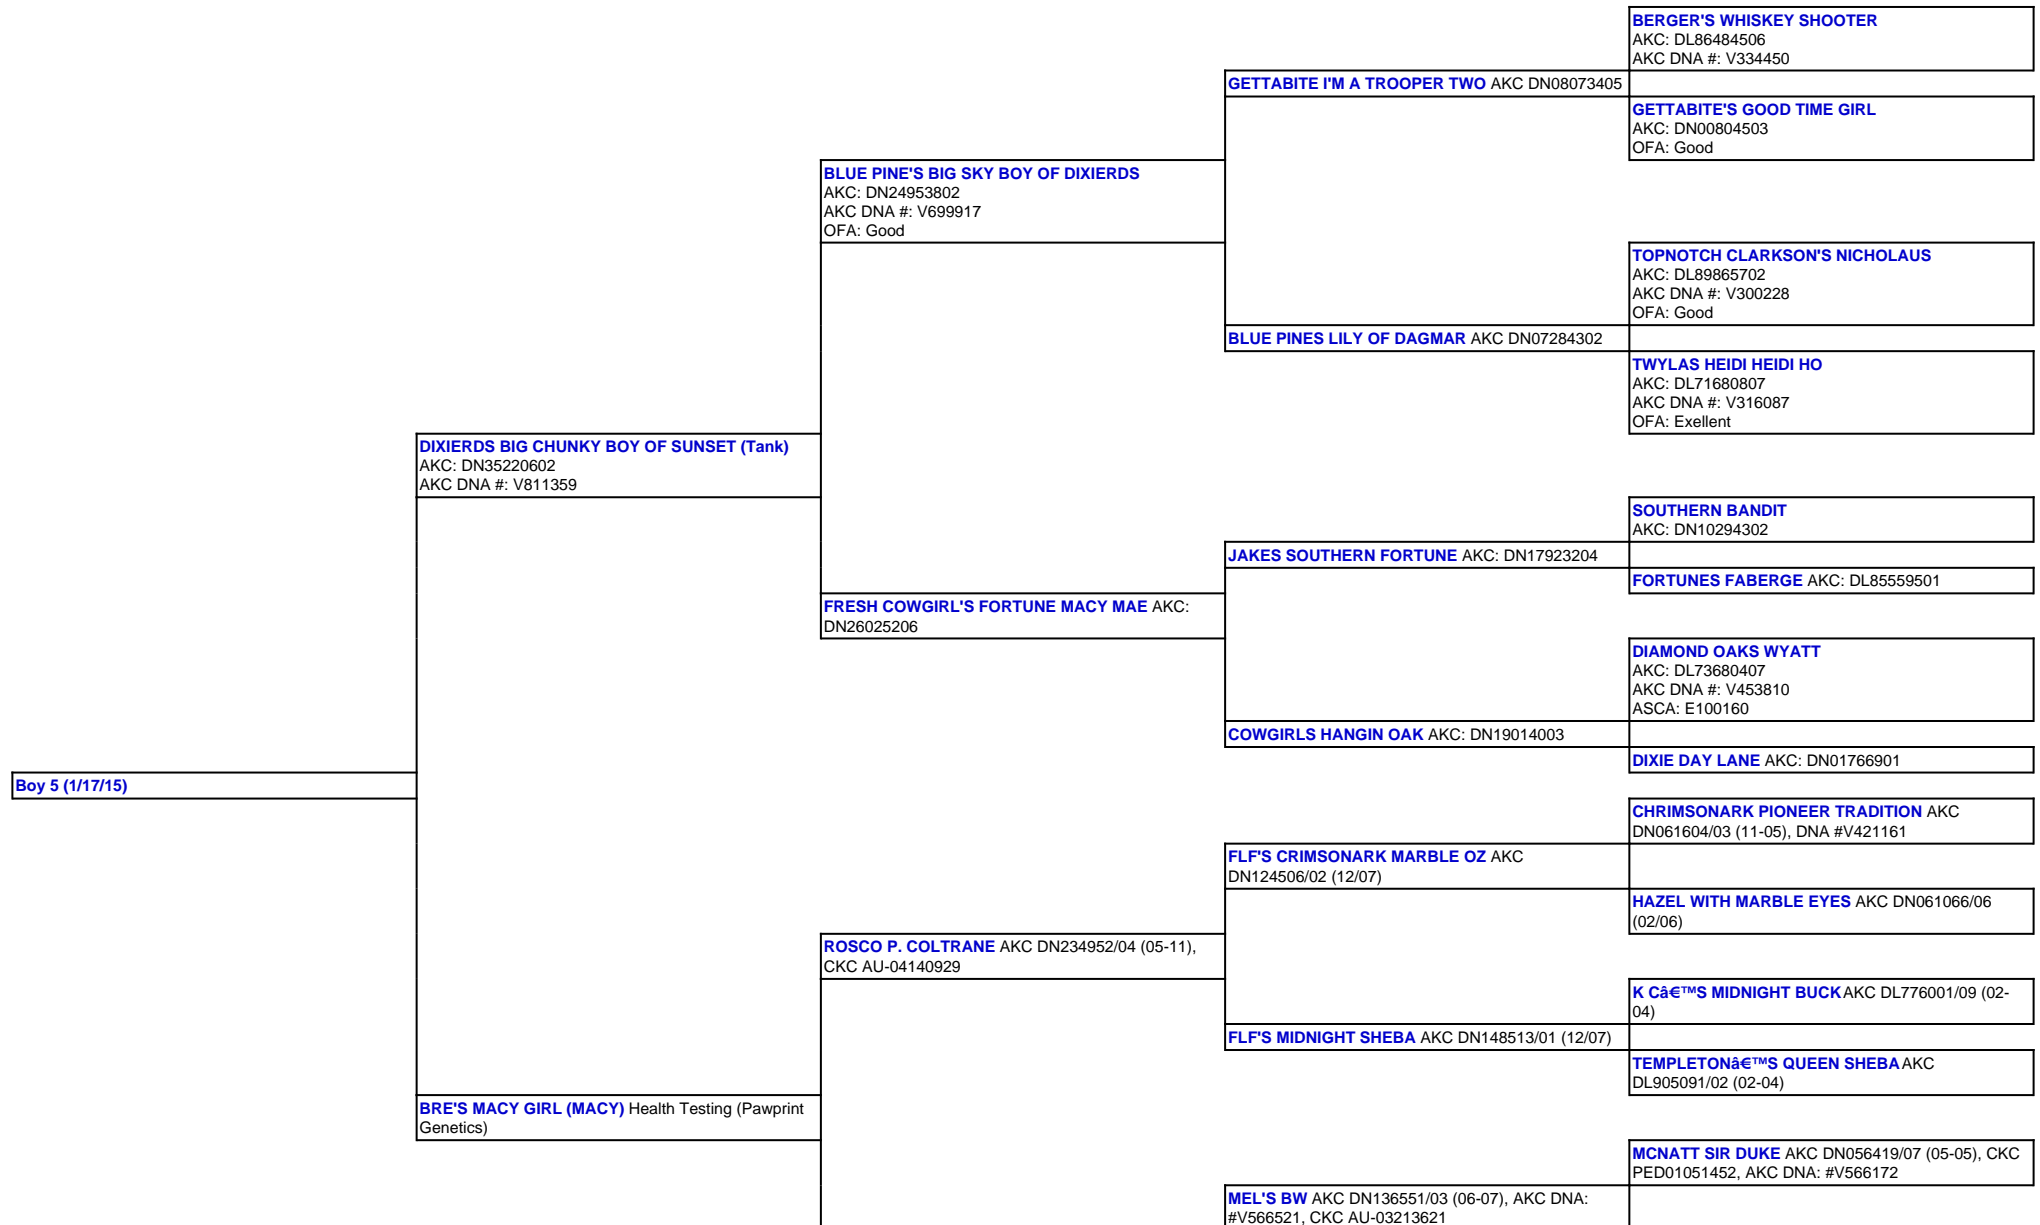 BERGER'S WHISKEY SHOOTER
AKC: DL86484506
AKC DNA #: V334450
GETTABITE I'M A TROOPER TWO AKC DN08073405
GETTABITE'S GOOD TIME GIRL
AKC: DN00804503
OFA: Good
BLUE PINE'S BIG SKY BOY OF DIXIERDS
AKC: DN24953802
AKC DNA #: V699917
OFA: Good
TOPNOTCH CLARKSON'S NICHOLAUS
AKC: DL89865702
AKC DNA #: V300228
OFA: Good
BLUE PINES LILY OF DAGMAR AKC DN07284302
TWYLAS HEIDI HEIDI HO
AKC: DL71680807
AKC DNA #: V316087
OFA: Exellent
DIXIERDS BIG CHUNKY BOY OF SUNSET (Tank)
AKC: DN35220602
AKC DNA #: V811359
SOUTHERN BANDIT
AKC: DN10294302
JAKES SOUTHERN FORTUNE AKC: DN17923204
FORTUNES FABERGE AKC: DL85559501
FRESH COWGIRL'S FORTUNE MACY MAE AKC:
DN26025206
DIAMOND OAKS WYATT
AKC: DL73680407
AKC DNA #: V453810
ASCA: E100160
COWGIRLS HANGIN OAK AKC: DN19014003
DIXIE DAY LANE AKC: DN01766901
Boy 5 (1/17/15)
CHRIMSONARK PIONEER TRADITION AKC
DN061604/03 (11-05), DNA #V421161
FLF'S CRIMSONARK MARBLE OZ AKC
DN124506/02 (12/07)
HAZEL WITH MARBLE EYES AKC DN061066/06
(02/06)
ROSCO P. COLTRANE AKC DN234952/04 (05-11),
CKC AU-04140929
K Câ€™S MIDNIGHT BUCK AKC DL776001/09 (02-
04)
FLF'S MIDNIGHT SHEBA AKC DN148513/01 (12/07)
TEMPLETONâ€™S QUEEN SHEBA AKC
DL905091/02 (02-04)
BRE'S MACY GIRL (MACY) Health Testing (Pawprint
Genetics)
MCNATT SIR DUKE AKC DN056419/07 (05-05), CKC
PED01051452, AKC DNA: #V566172
MEL'S BW AKC DN136551/03 (06-07), AKC DNA:
#V566521, CKC AU-03213621